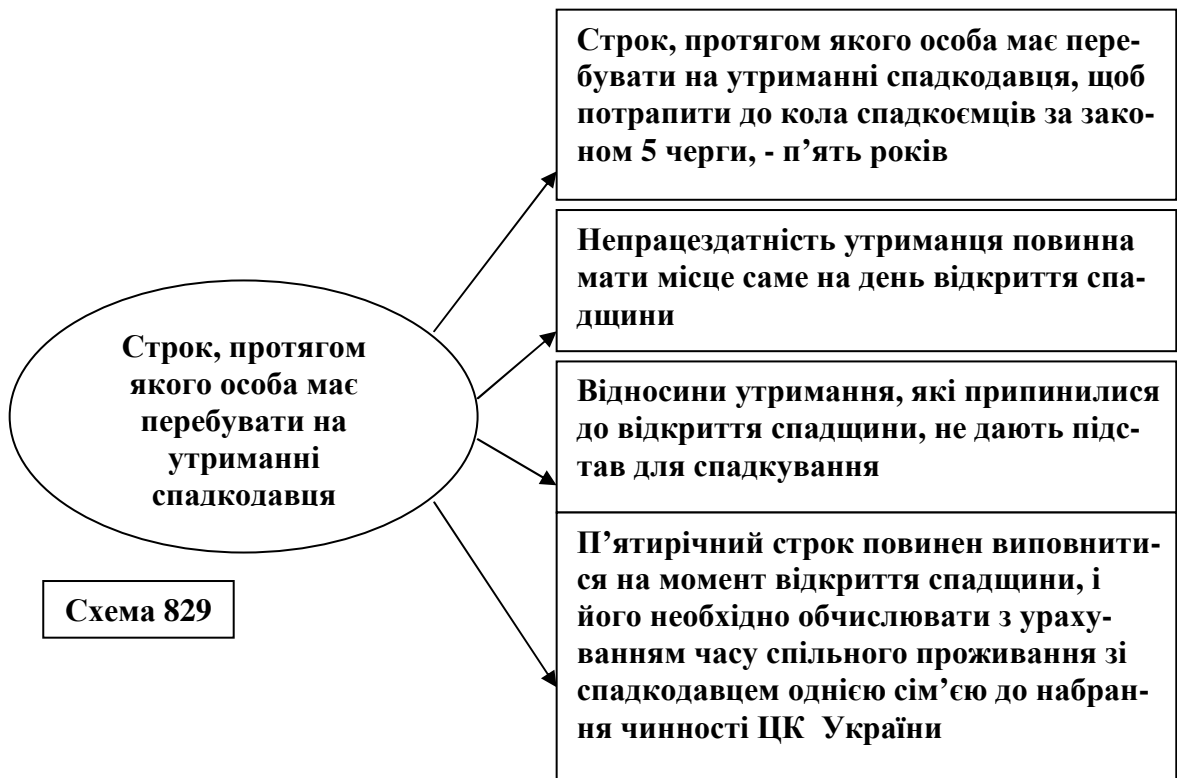 Строк, протягом якого особа має пере-
бувати на утриманні спадкодавця, щоб
потрапити до кола спадкоємців за зако-
ном 5 черги, - п’ять років
Непрацездатність утриманця повинна
мати місце саме на день відкриття спа-
дщини
Строк, протягом
якого особа має
перебувати на
утриманні
спадкодавця
Відносини утримання, які припинилися
до відкриття спадщини, не дають підс-
тав для спадкування
П’ятирічний строк повинен виповнити-
ся на момент відкриття спадщини, і
його необхідно обчислювати з ураху-
ванням часу спільного проживання зі
спадкодавцем однією сім’єю до набран-
ня чинності ЦК України
Схема 829